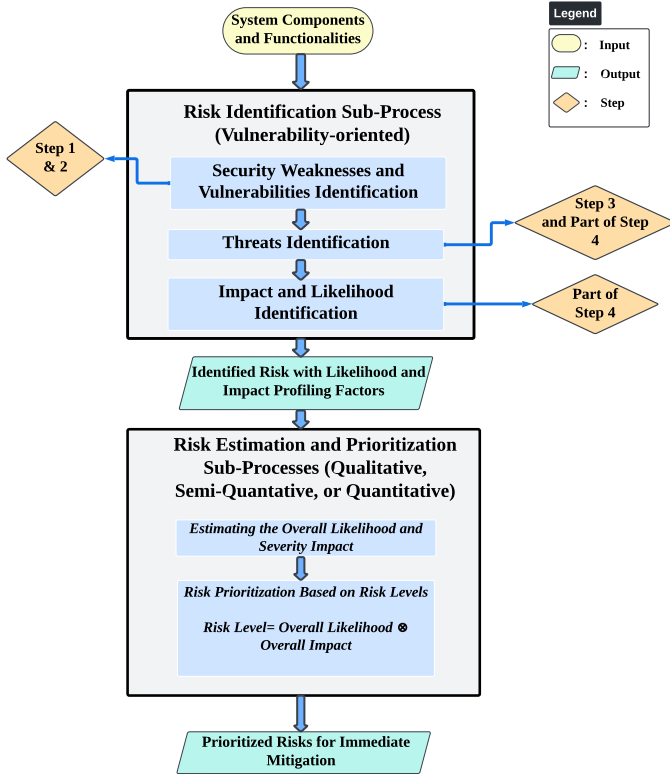 System Components
and Functionalities
Legend
: Input
: Output
: Step
Risk Identification Sub-Process
(Vulnerability-oriented)
Step 1
& 2
Security Weaknesses and
Vulnerabilities Identification
Step 3
and Part of Step
4
Threats Identification
Impact and Likelihood
Identification
Part of
Step 4
Identified Risk with Likelihood and
Impact Profiling Factors
Risk Estimation and Prioritization
Sub-Processes (Qualitative,
Semi-Quantative, or Quantitative)
Estimating the Overall Likelihood and
Severity Impact
Risk Prioritization Based on Risk Levels
Risk Level= Overall Likelihood ⊗
Overall Impact
Prioritized Risks for Immediate
Mitigation